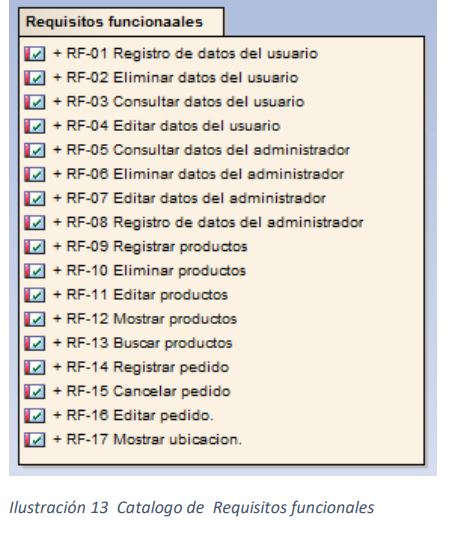 Requisitos funcionaales
+ RF-01 Registro de datos del usuario
+ RF-02 Eliminar datos del usuario
+ RF-03 Consultar datos del usuario
+ RF-04 Editar datos del usuario
+ RF-05 Consultar datos del administrador
+ RF-06 Eliminar datos del administrador
+ RF-07 Editar datos del administrador
+ RF-08 Registro de datos del administrador
+ RF-09 Registrar productos
+ RF-10 Eliminar productos
+ RF-11 Editar productos
+ RF-12 Mostrar productos
+ RF-13 Buscar productos
+ RF-14 Registrar pedido
+ RF-15 Cancelar pedido
+ RF-16 Editar pedido.
+ RF-17 Mostrar ubicacion.
Ilustración 13 Catalogo de Requisitos funcionales